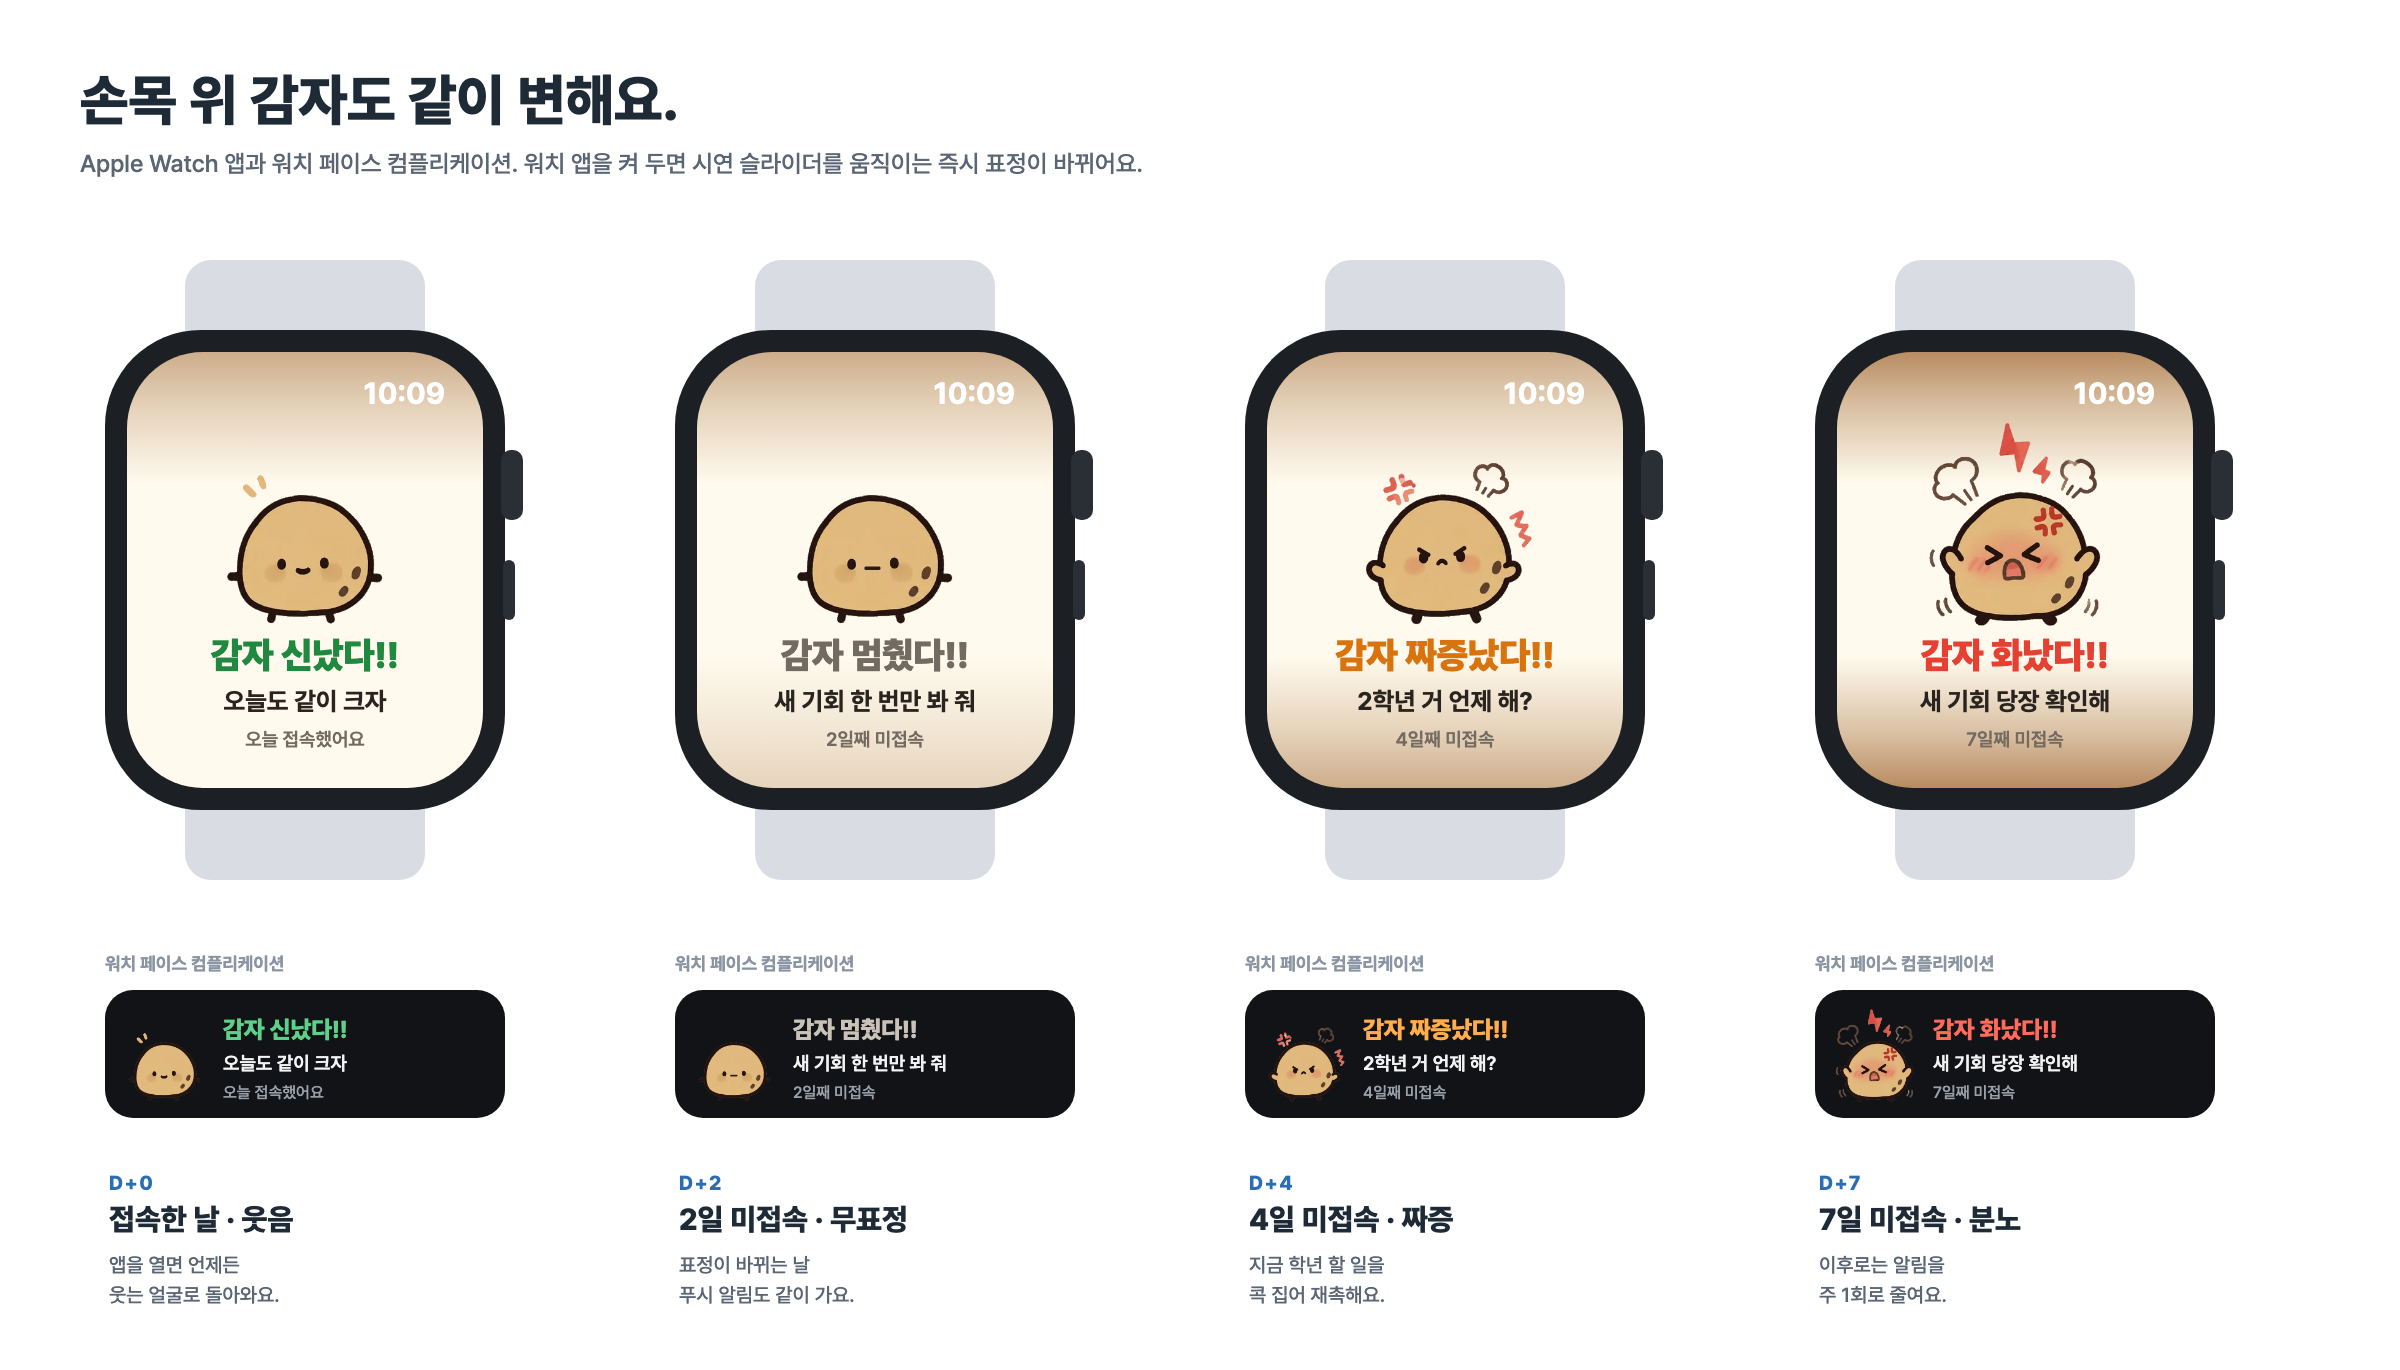 손목 위 감자도 같이 변해요.
Apple Watch 앱과 워치 페이스 컴플리케이션. 워치 앱을 켜 두면 시연 슬라이더를 움직이는 즉시 표정이 바뀌어요.
10:09
감자 신났다!!
오늘도 같이 크자
오늘 접속했어요
10:09
감자 멈췄다!!
새 기회 한 번만 봐 줘
2일째 미접속
10:09
감자 짜증났다!!
2학년 거 언제 해?
4일째 미접속
10:09
감자 화났다!!
새 기회 당장 확인해
7일째 미접속
워치 페이스 컴플리케이션
감자 신났다!!
오늘도 같이 크자
오늘 접속했어요
워치 페이스 컴플리케이션
감자 멈췄다!!
새 기회 한 번만 봐 줘
2일째 미접속
워치 페이스 컴플리케이션
감자 짜증났다!!
2학년 거 언제 해?
4일째 미접속
워치 페이스 컴플리케이션
감자 화났다!!
새 기회 당장 확인해
7일째 미접속
D+0
접속한 날 · 웃음
앱을 열면 언제든
웃는 얼굴로 돌아와요.
D+2
2일 미접속 · 무표정
표정이 바뀌는 날
푸시 알림도 같이 가요.
D+4
4일 미접속 · 짜증
지금 학년 할 일을
콕 집어 재촉해요.
D+7
7일 미접속 · 분노
이후로는 알림을
주 1회로 줄여요.